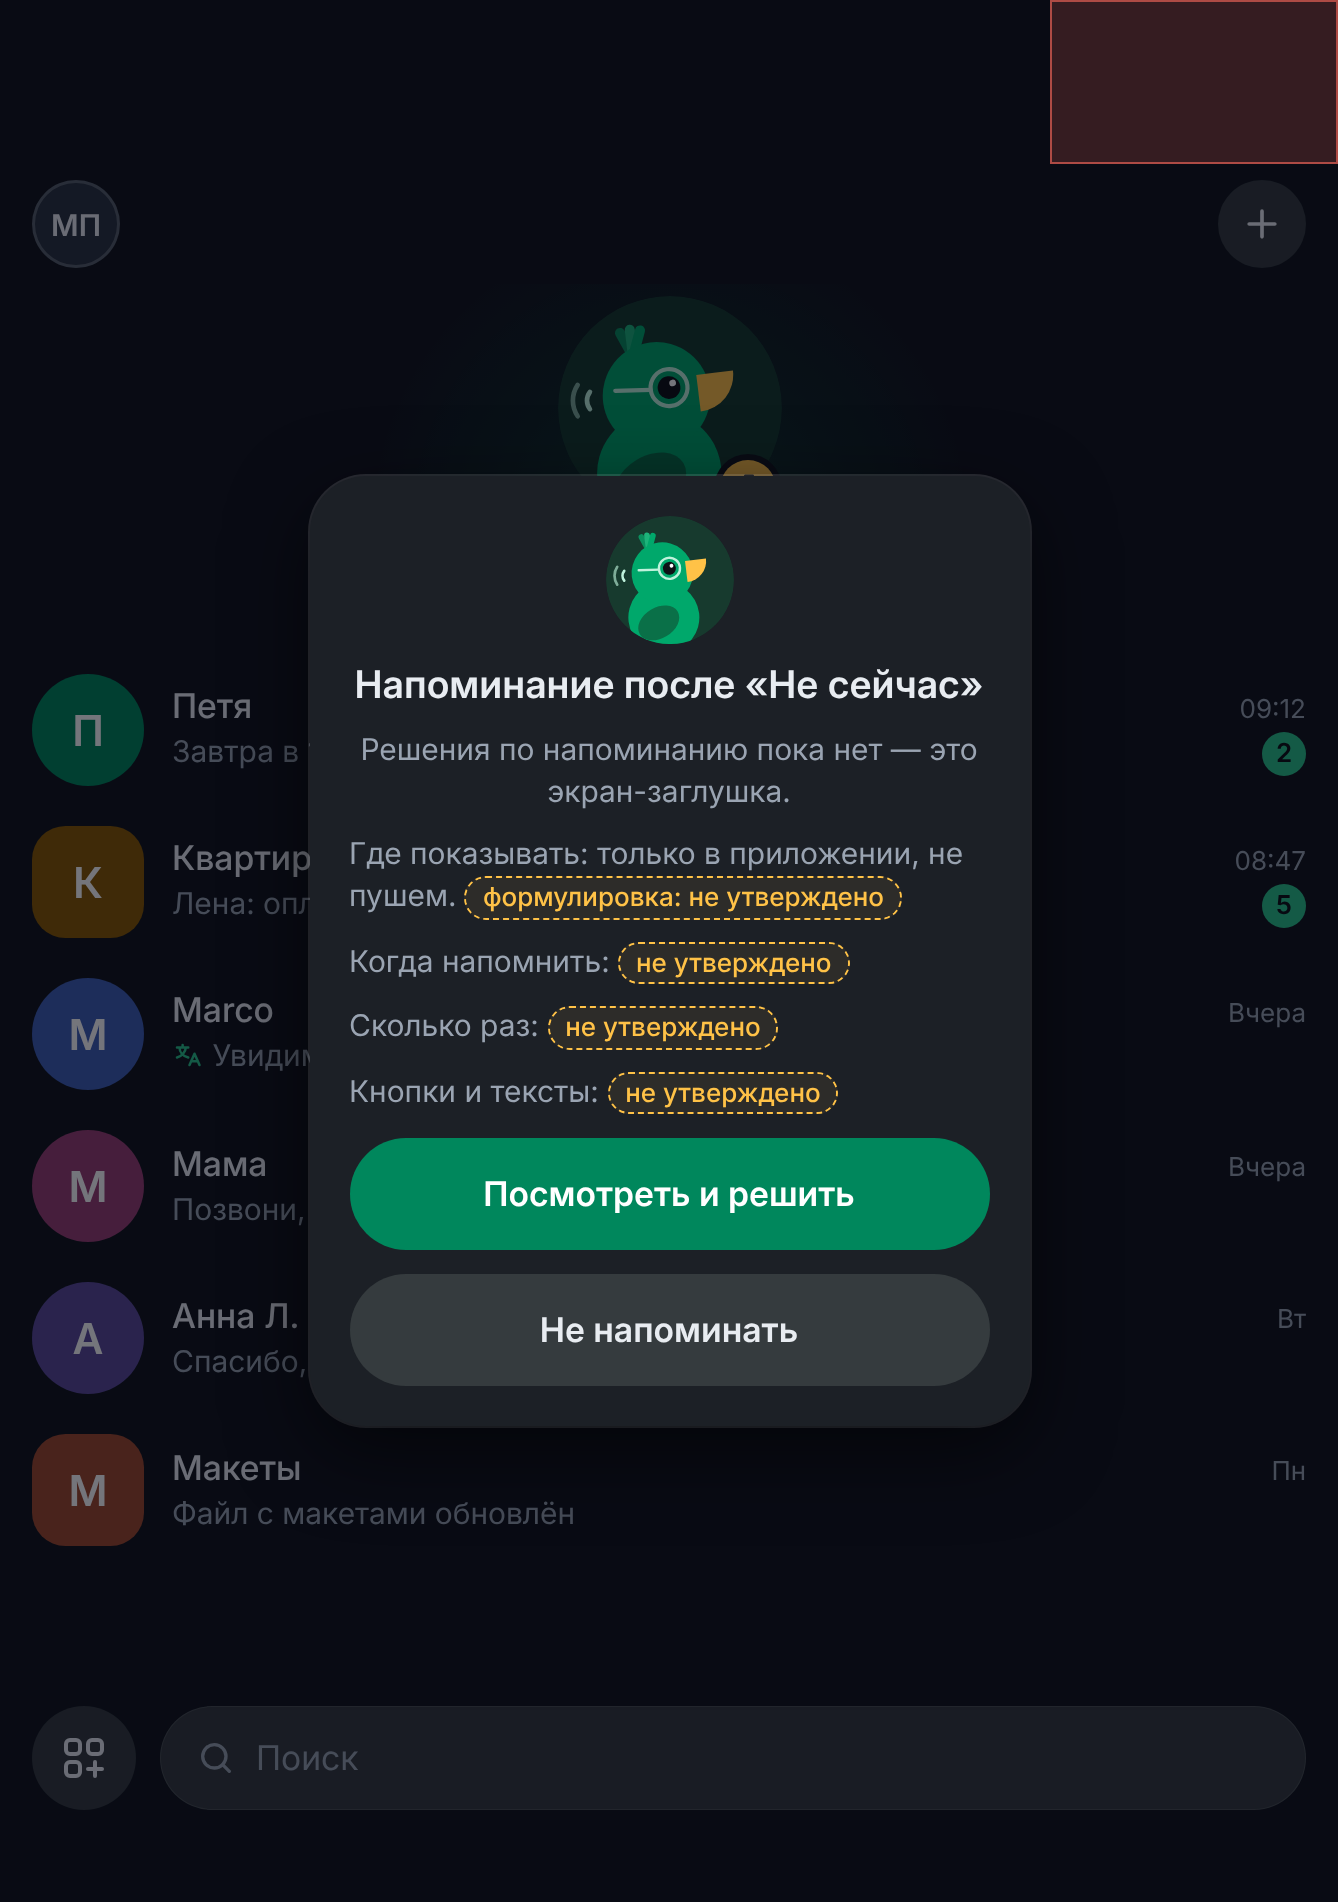 МП
Напоминание после «Не сейчас»
Решения по напоминанию пока нет — это
экран-заглушка.
Где показывать: только в приложении, не
пушем. формулировка: не утверждено
Когда напомнить: не утверждено
Сколько раз: не утверждено
Кнопки и тексты: не утверждено
Посмотреть и решить
Не напоминать
П
Петя
09:12
Завтра в
2
К
Квартир
08:47
Лена: опл
5
M
Marco
Вчера
Увидим
М
Мама
Вчера
Позвони,
А
Анна Л.
Вт
Спасибо,
М
Макеты
Пн
Файл с макетами обновлён
Поиск